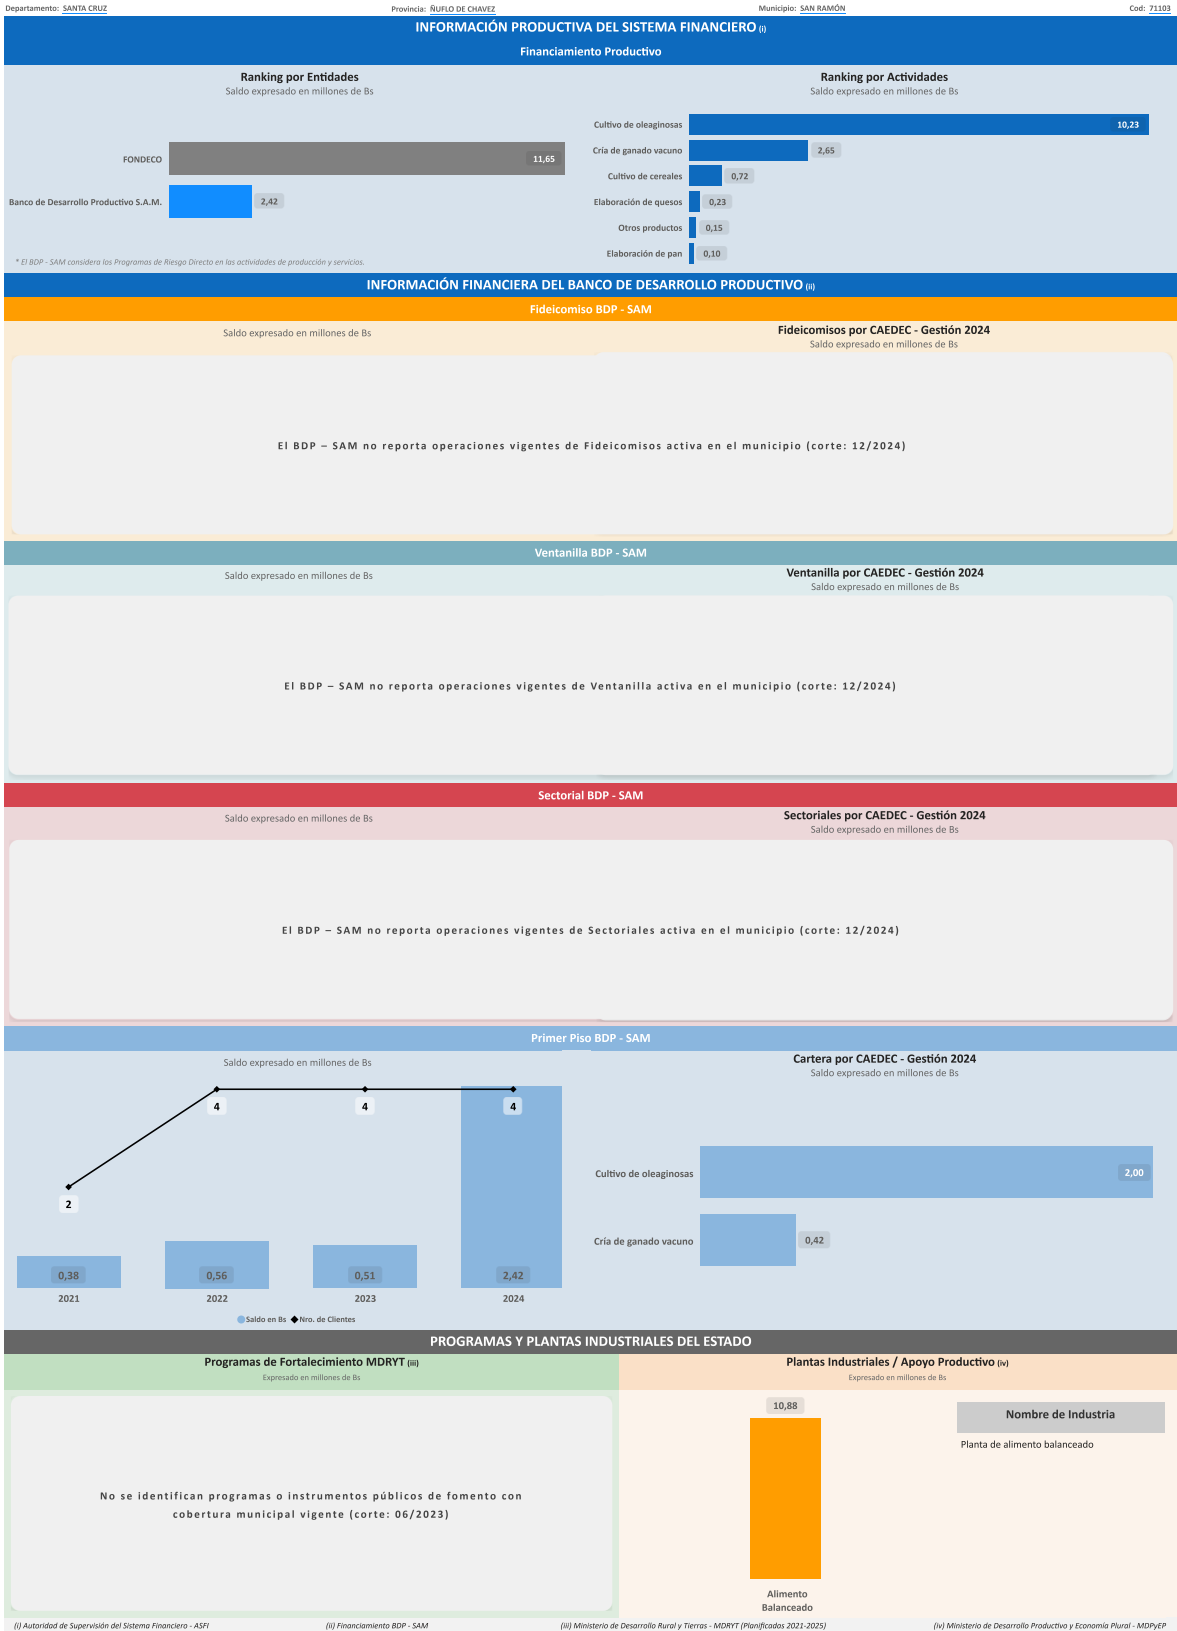 Departamento: SANTA CRUZ Provincia: ÑUFLO DE CHAVEZ Municipio: SAN RAMÓN Cod: 71103
INFORMACIÓN PRODUCTIVA DEL SISTEMA FINANCIERO (i)
Financiamiento Productivo
Ranking por Entidades
Saldo expresado en millones de Bs
FONDECO 11,65
Banco de Desarrollo Productivo S.A.M. 2,42
* El BDP - SAM considera los Programas de Riesgo Directo en las actividades de producción y servicios.
Ranking por Actividades
Saldo expresado en millones de Bs
Cultivo de oleaginosas 10,23
Cría de ganado vacuno 2,65
Cultivo de cereales 0,72
Elaboración de quesos 0,23
Otros productos 0,15
Elaboración de pan 0,10
INFORMACIÓN FINANCIERA DEL BANCO DE DESARROLLO PRODUCTIVO (ii)
Fideicomiso BDP - SAM
Saldo expresado en millones de Bs
Fideicomisos por CAEDEC - Gestión 2024
Saldo expresado en millones de Bs
El BDP – SAM no reporta operaciones vigentes de Fideicomisos activa en el municipio (corte: 12/2024)
Ventanilla BDP - SAM
Saldo expresado en millones de Bs
Ventanilla por CAEDEC - Gestión 2024
Saldo expresado en millones de Bs
El BDP – SAM no reporta operaciones vigentes de Ventanilla activa en el municipio (corte: 12/2024)
Sectorial BDP - SAM
Saldo expresado en millones de Bs
Sectoriales por CAEDEC - Gestión 2024
Saldo expresado en millones de Bs
El BDP – SAM no reporta operaciones vigentes de Sectoriales activa en el municipio (corte: 12/2024)
Primer Piso BDP - SAM
Saldo expresado en millones de Bs
2 4 4 4
0,38 0,56 0,51 2,42
2021 2022 2023 2024
Saldo en Bs Nro. de Clientes
Cartera por CAEDEC - Gestión 2024
Saldo expresado en millones de Bs
Cultivo de oleaginosas 2,00
Cría de ganado vacuno 0,42
PROGRAMAS Y PLANTAS INDUSTRIALES DEL ESTADO
Programas de Fortalecimiento MDRYT (iii)
Expresado en millones de Bs
No se identifican programas o instrumentos públicos de fomento con
cobertura municipal vigente (corte: 06/2023)
Plantas Industriales / Apoyo Productivo (iv)
Expresado en millones de Bs
10,88
Alimento
Balanceado
Nombre de Industria
Planta de alimento balanceado
(i) Autoridad de Supervisión del Sistema Financiero - ASFI (ii) Financiamiento BDP - SAM (iii) Ministerio de Desarrollo Rural y Tierras - MDRYT (Planificadas 2021-2025) (iv) Ministerio de Desarrollo Productivo y Economía Plural - MDPyEP